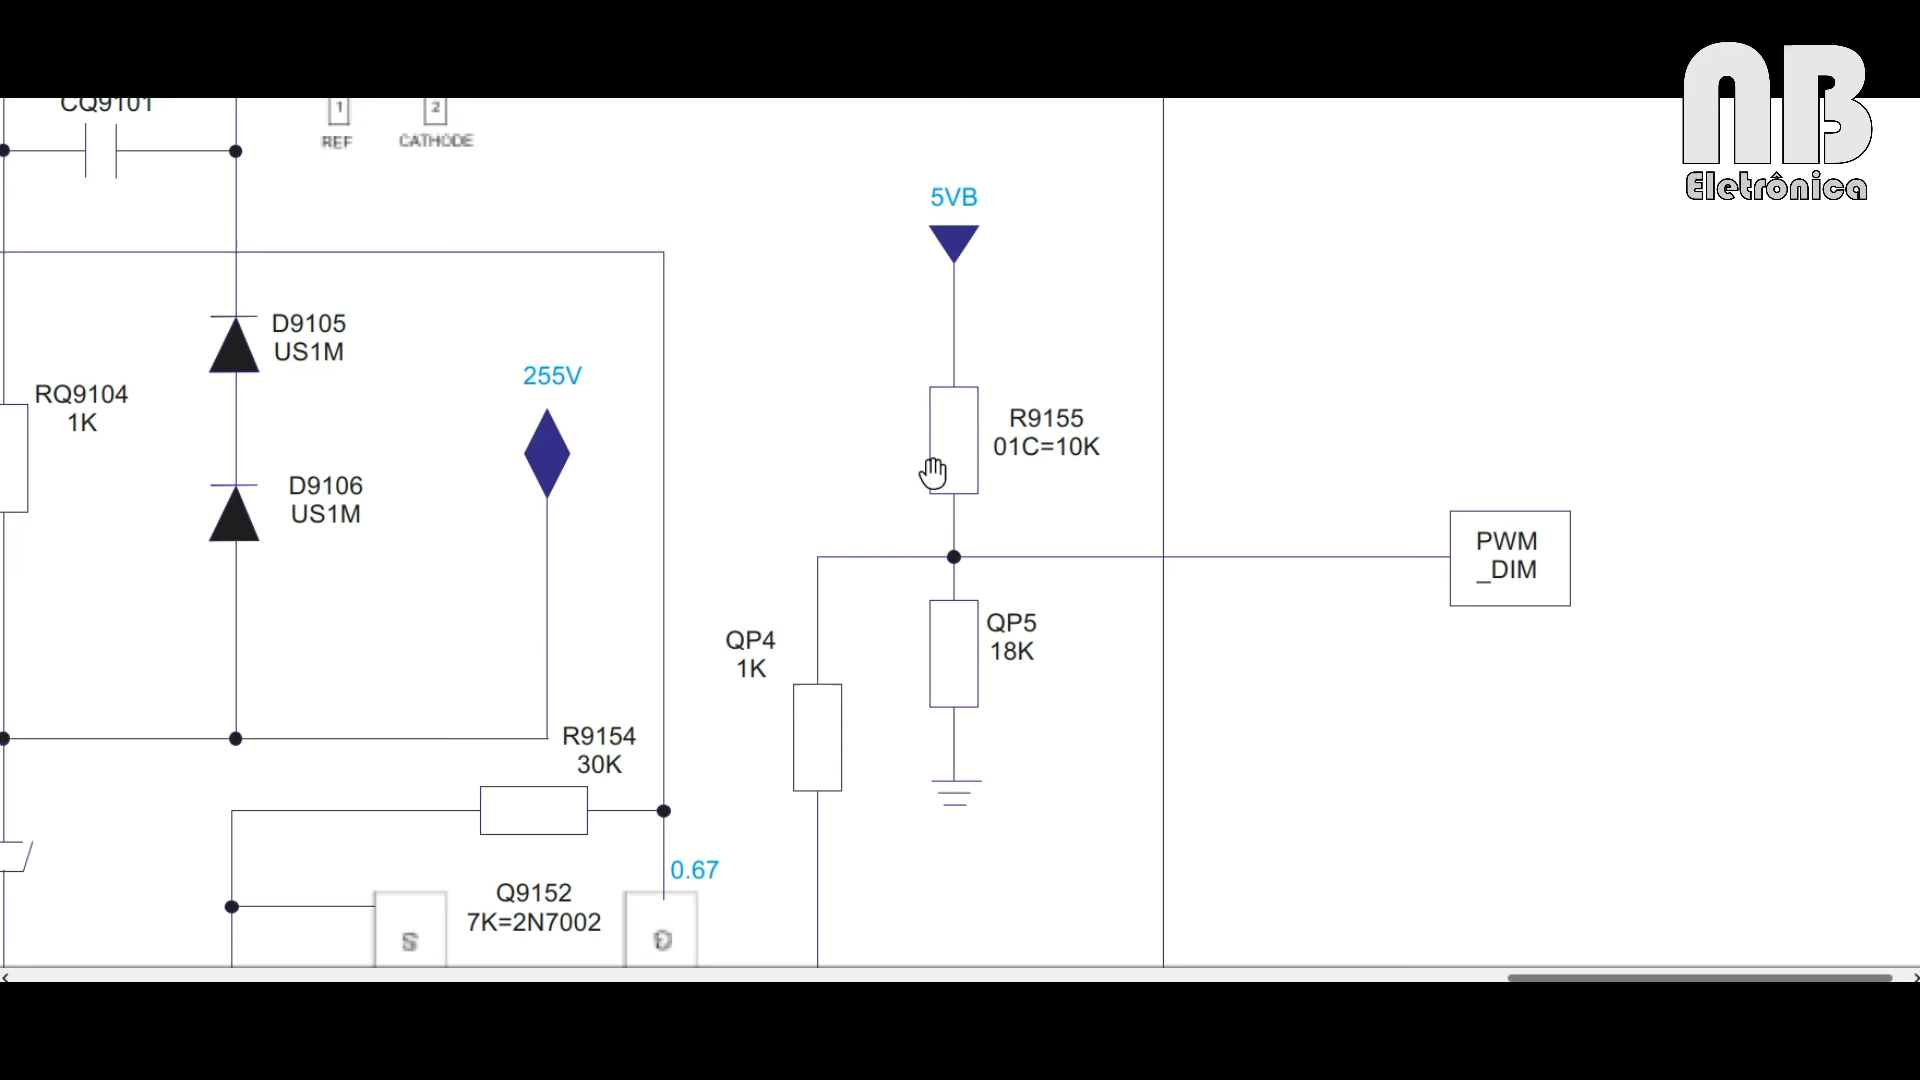 NB
Eletrônica
CQ9101
1
2
REF
CATHODE
5VB
D9105
US1M
255V
RQ9104
1K
R9155
01C=10K
D9106
US1M
PWM
_DIM
QP4
1K
QP5
18K
R9154
30K
0.67
Q9152
7K=2N7002
S